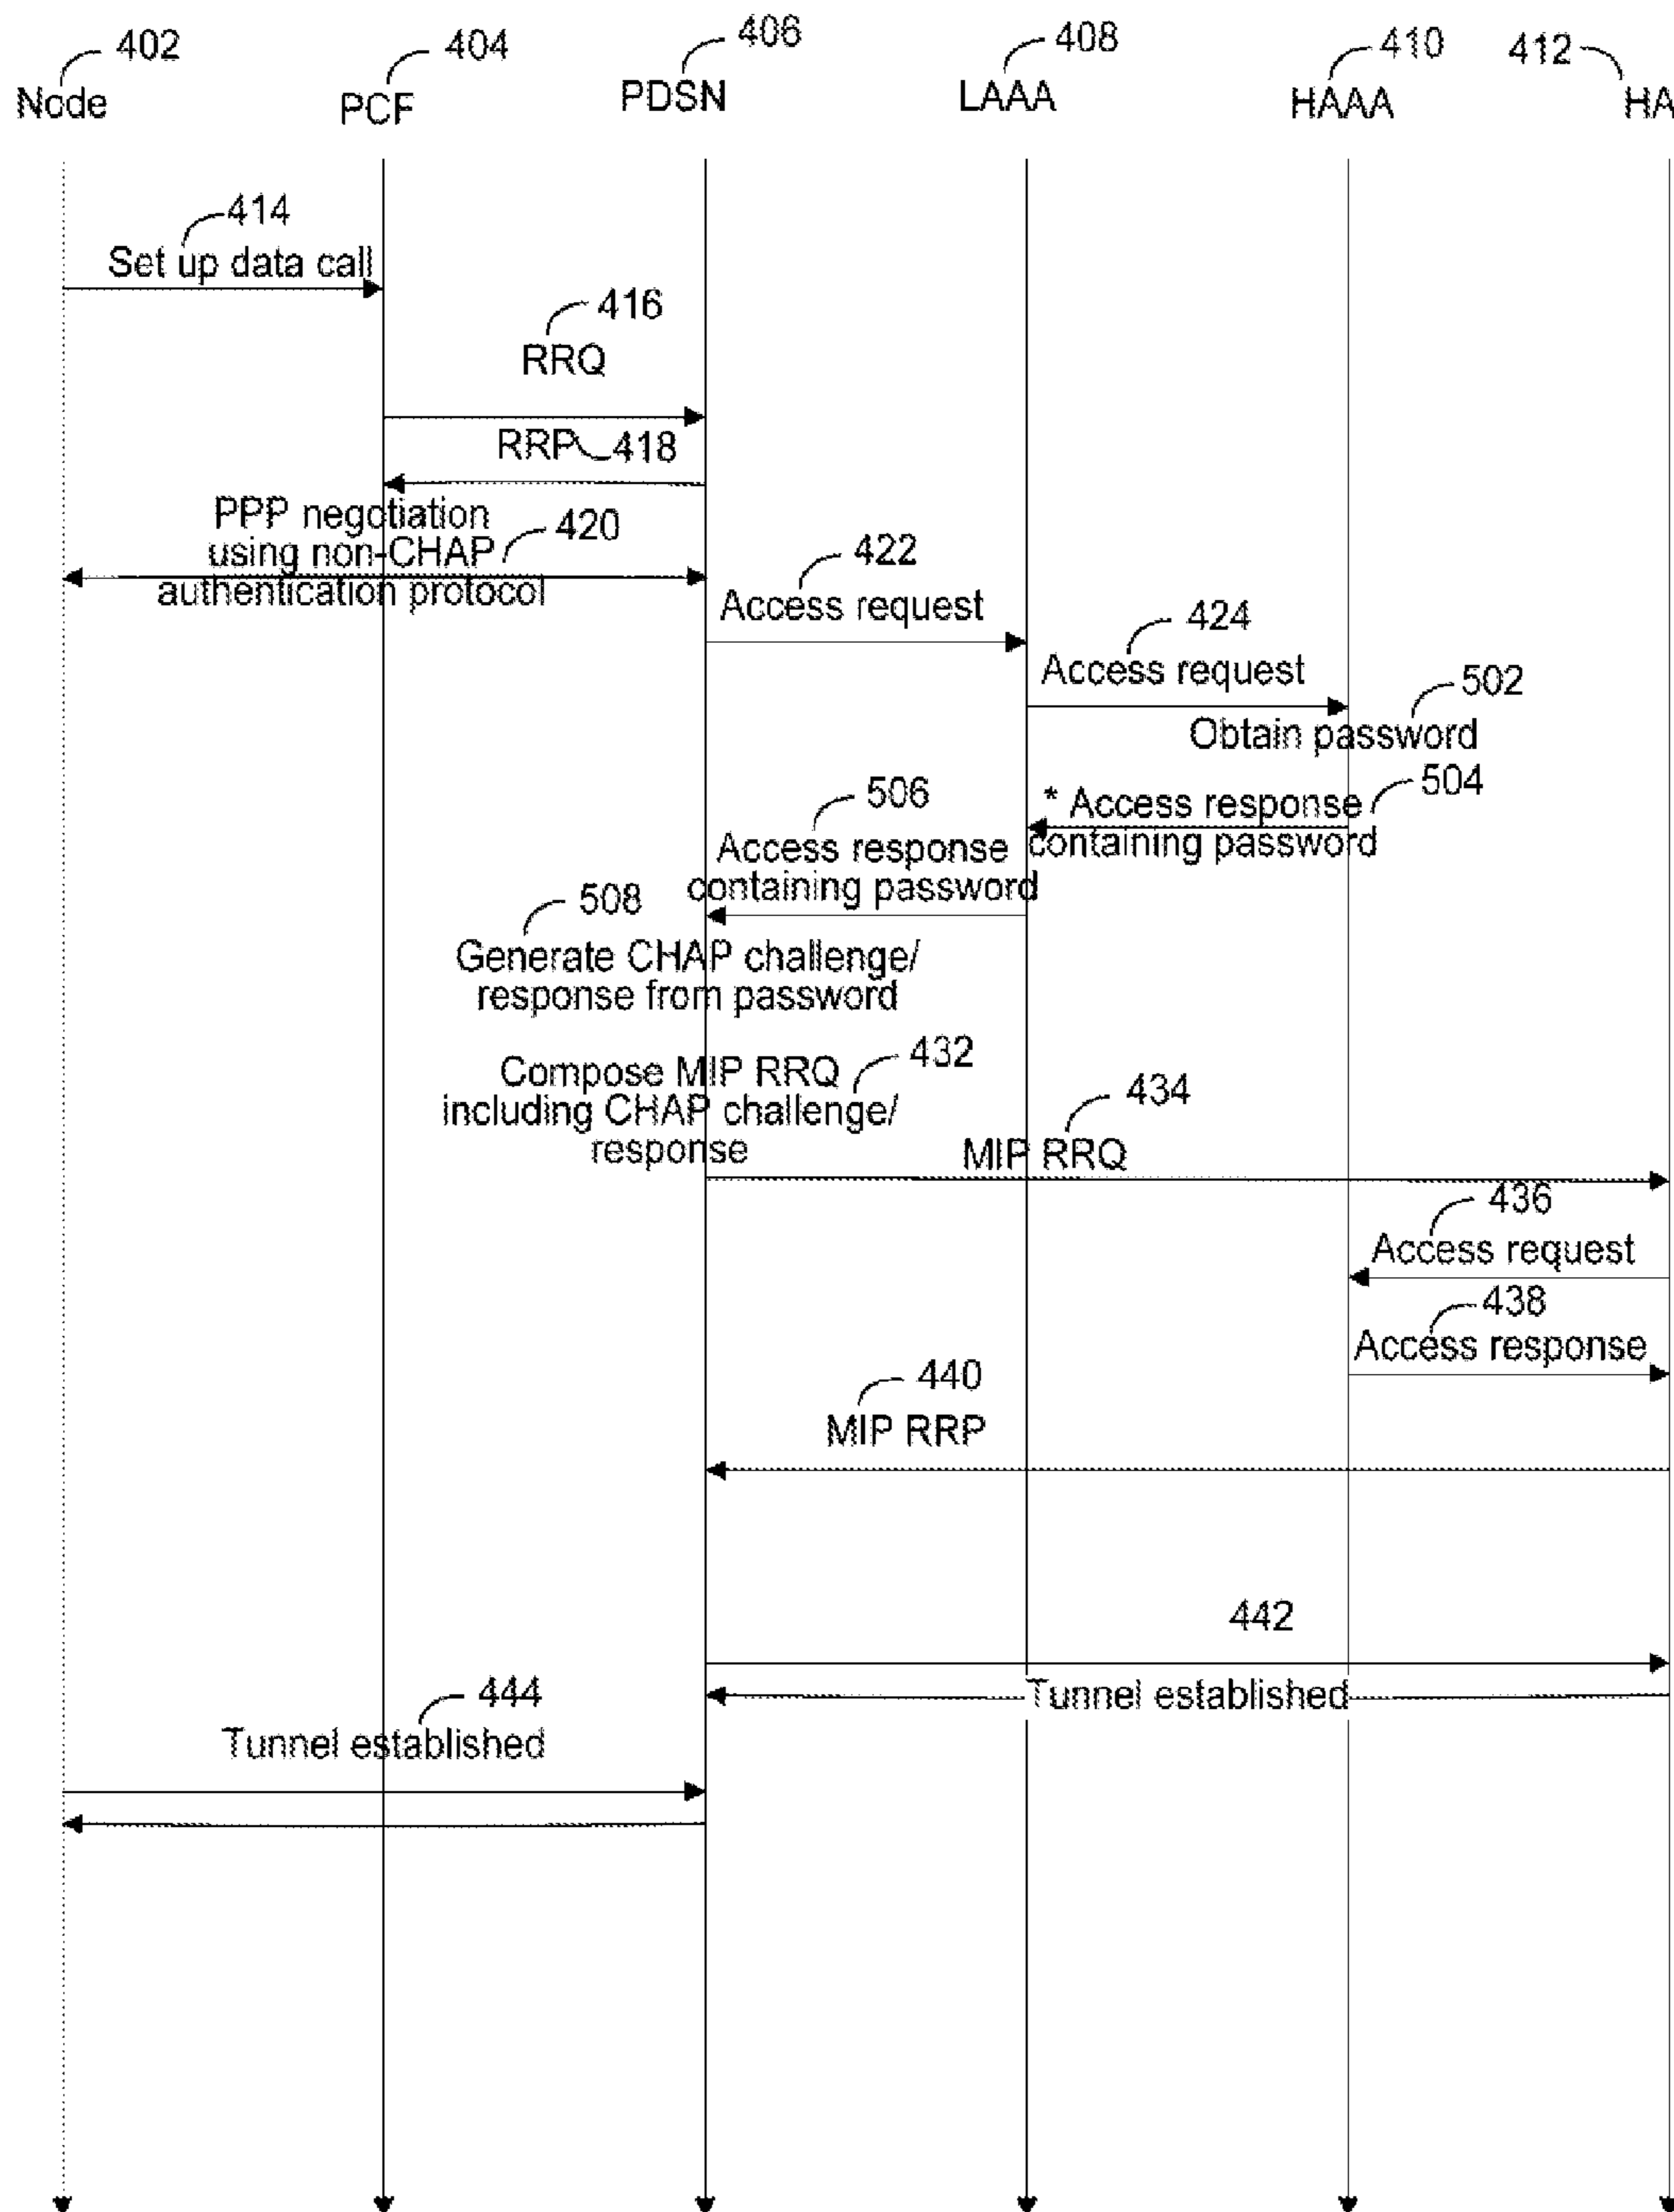 402
404
406
408
410
412
Node
PCF
PDSN
LAAA
HAAA
HA
414
Set up data call
416
RRQ
RRP 418
PPP negotiation
using non-CHAP
authentication protocol
420
422
Access request
424
Access request
502
Obtain password
504
* Access response
containing password
506
Access response
containing password
508
Generate CHAP challenge/
response from password
432
Compose MIP RRQ
including CHAP challenge/
response
434
MIP RRQ
436
Access request
438
Access response
440
MIP RRP
442
Tunnel established
444
Tunnel established